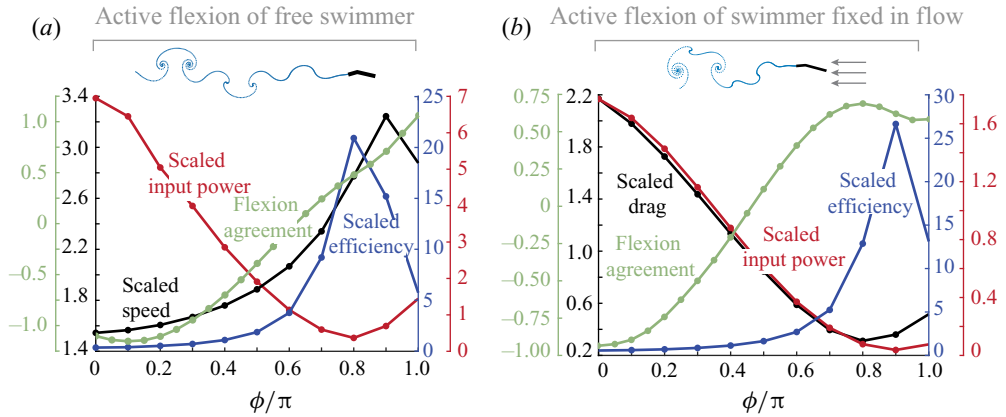 Active flexion of free swimmer
Active flexion of swimmer fixed in flow
(a)
(b)
1.0
0.5
0
−0.5
−1.0
3.4
3.0
2.6
2.2
1.8
1.4
Scaled
input power
Flexion
agreement
Scaled
efficiency
Scaled
speed
25
20
15
10
5
0
7
6
5
4
3
2
1
0
0 0.2 0.4 0.6 0.8 1.0
ϕ/π
0.75
0.50
0.25
0
−0.25
−0.50
−0.75
−1.00
2.2
1.8
1.4
1.0
0.6
0.2
Scaled
drag
Flexion
agreement
Scaled
input power
Scaled
efficiency
30
26
20
16
10
5
0
1.6
1.2
0.8
0.4
0
0 0.2 0.4 0.6 0.8 1.0
ϕ/π